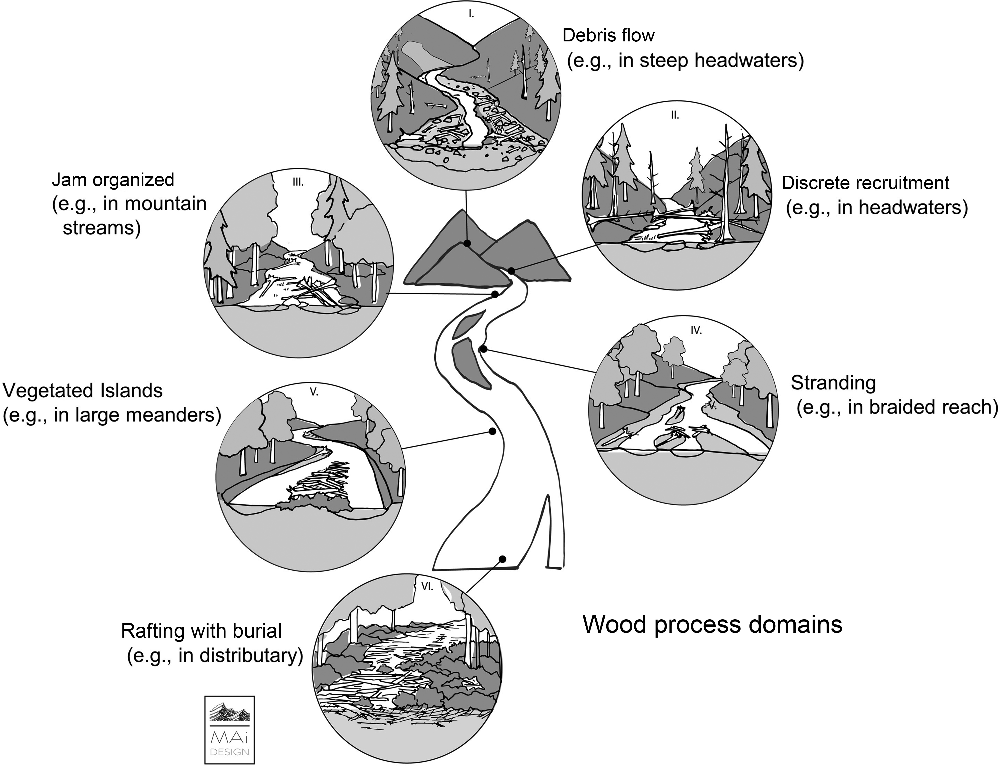 I.
Debris flow
(e.g., in steep headwaters)
II.
Discrete recruitment
(e.g., in headwaters)
III.
Jam organized
(e.g., in mountain
streams)
IV.
Stranding
(e.g., in braided reach)
V.
Vegetated Islands
(e.g., in large meanders)
VI.
Rafting with burial
(e.g., in distributary)
Wood process domains
MAi
DESIGN